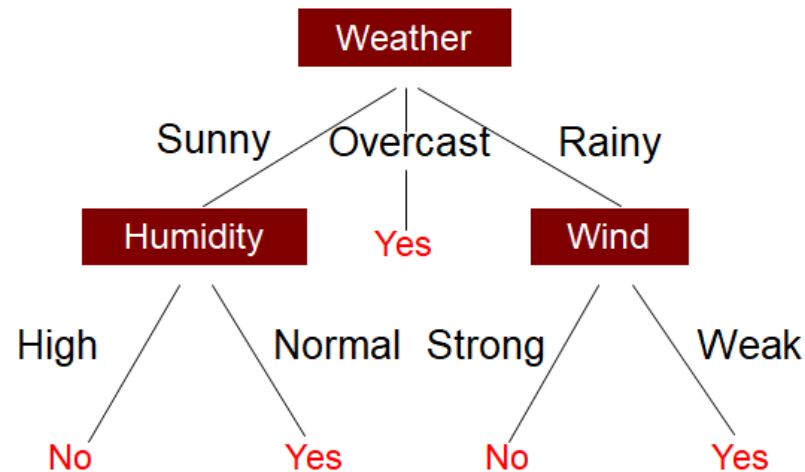 Weather
Sunny Overcast Rainy
Humidity Yes Wind
High Normal Strong Weak
No Yes No Yes